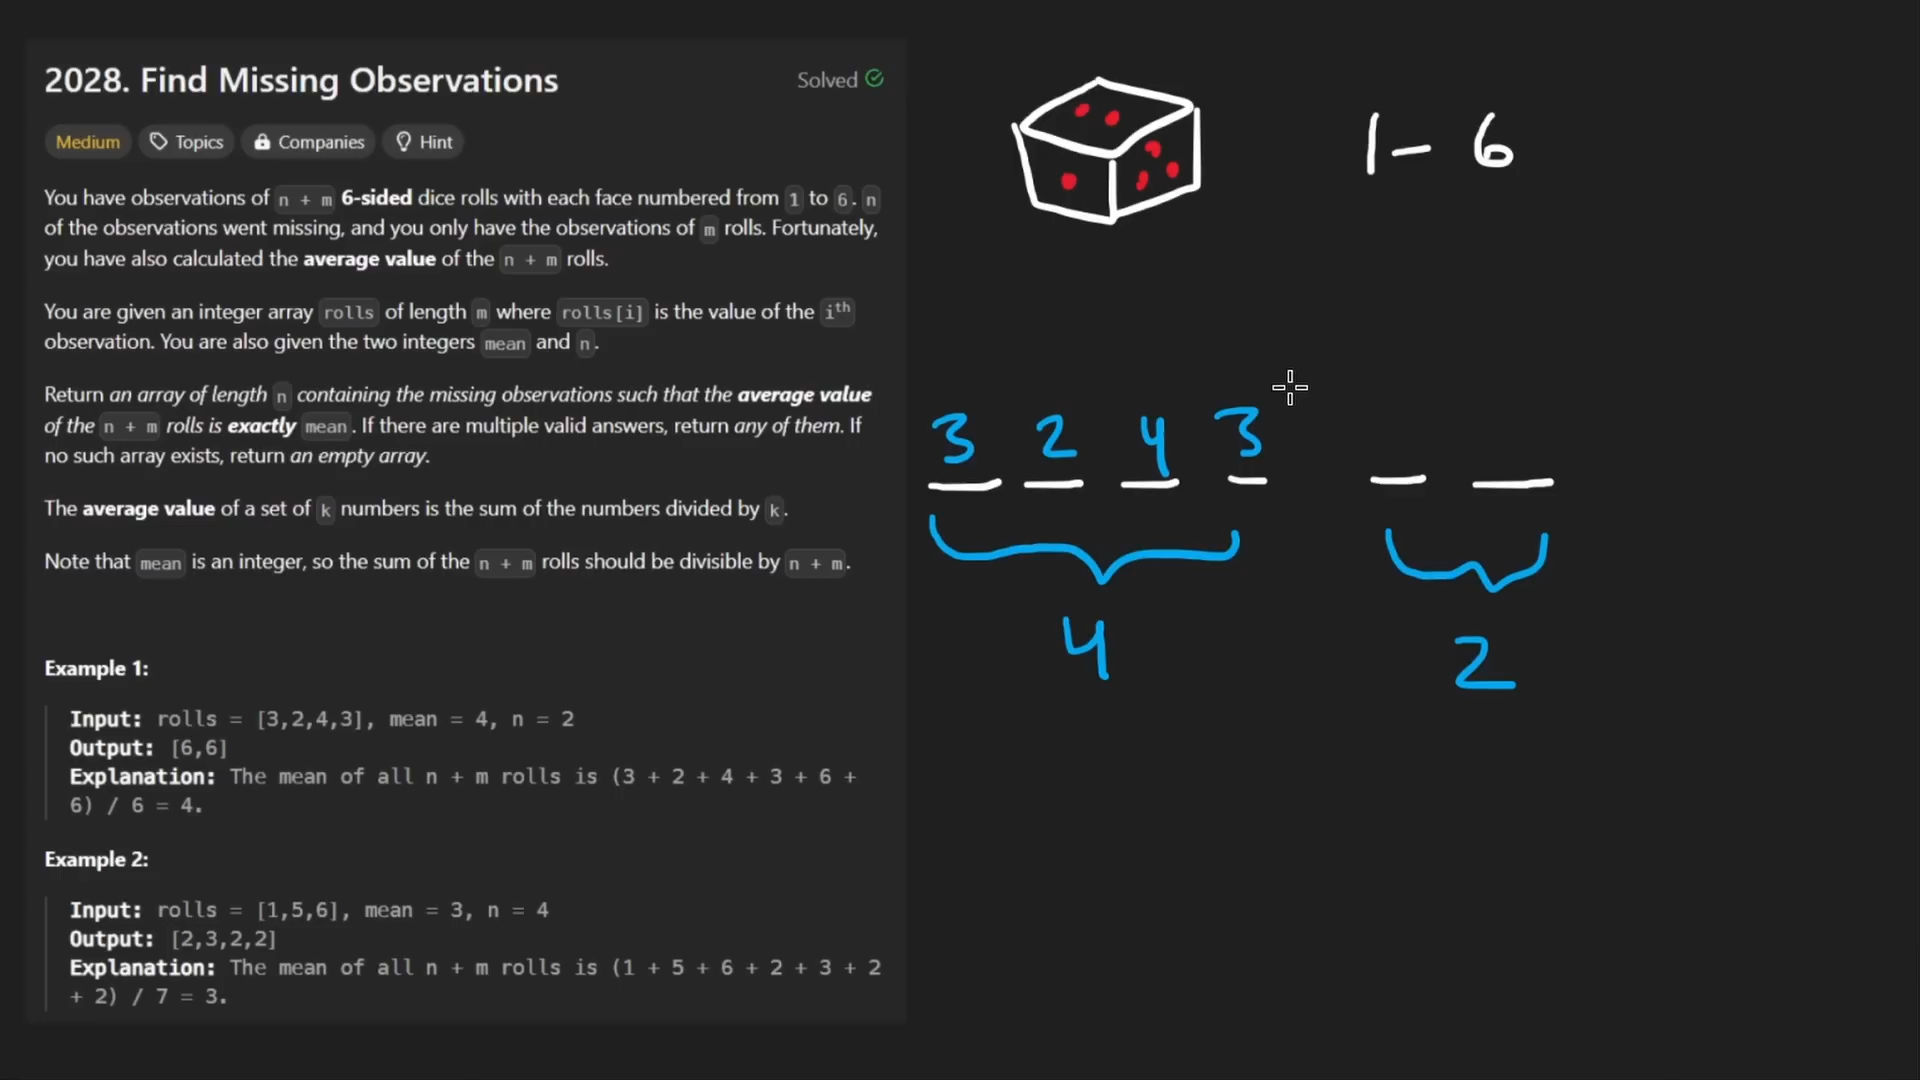 2028. Find Missing Observations
Solved
Medium Topics Companies Hint
You have observations of n + m 6-sided dice rolls with each face numbered from 1 to 6. n
of the observations went missing, and you only have the observations of m rolls. Fortunately,
you have also calculated the average value of the n + m rolls.
You are given an integer array rolls of length m where rolls[i] is the value of the ith
observation. You are also given the two integers mean and n.
Return an array of length n containing the missing observations such that the average value
of the n + m rolls is exactly mean. If there are multiple valid answers, return any of them. If
no such array exists, return an empty array.
The average value of a set of k numbers is the sum of the numbers divided by k.
Note that mean is an integer, so the sum of the n + m rolls should be divisible by n + m.
Example 1:
Input: rolls = [3,2,4,3], mean = 4, n = 2
Output: [6,6]
Explanation: The mean of all n + m rolls is (3 + 2 + 4 + 3 + 6 +
6) / 6 = 4.
Example 2:
Input: rolls = [1,5,6], mean = 3, n = 4
Output: [2,3,2,2]
Explanation: The mean of all n + m rolls is (1 + 5 + 6 + 2 + 3 + 2
+ 2) / 7 = 3.
1 - 6
3 2 4 3
4 2